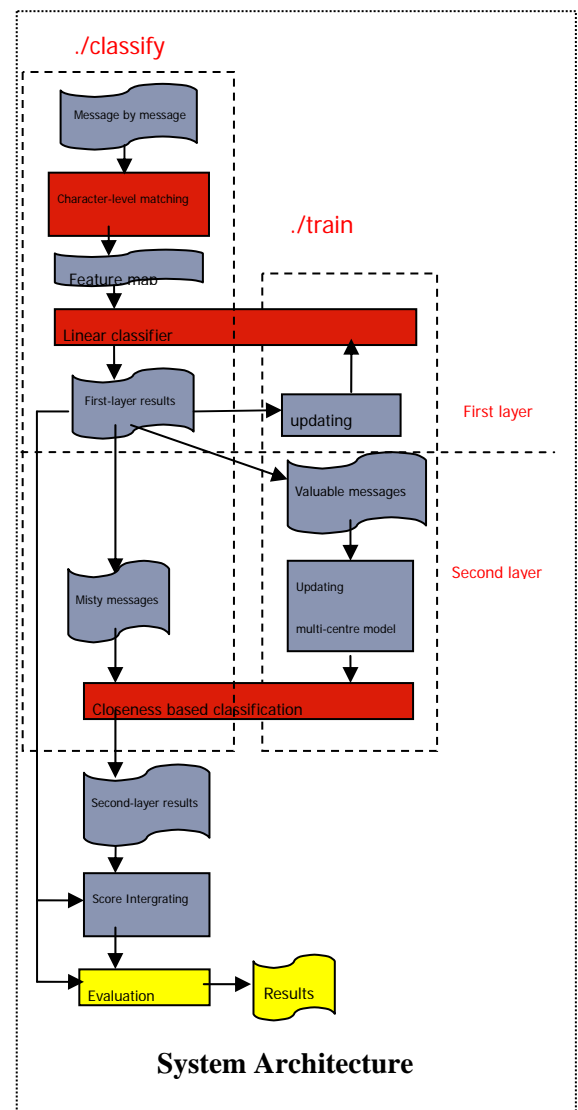 ./classify
Message by message
Character-level matching
./train
Feature map
Linear classifier
First-layer results
updating
First layer
Valuable messages
Second layer
Misty messages
Updating
multi-centre model
Closeness based classification
Second-layer results
Score Intergrating
Evaluation
Results
System Architecture